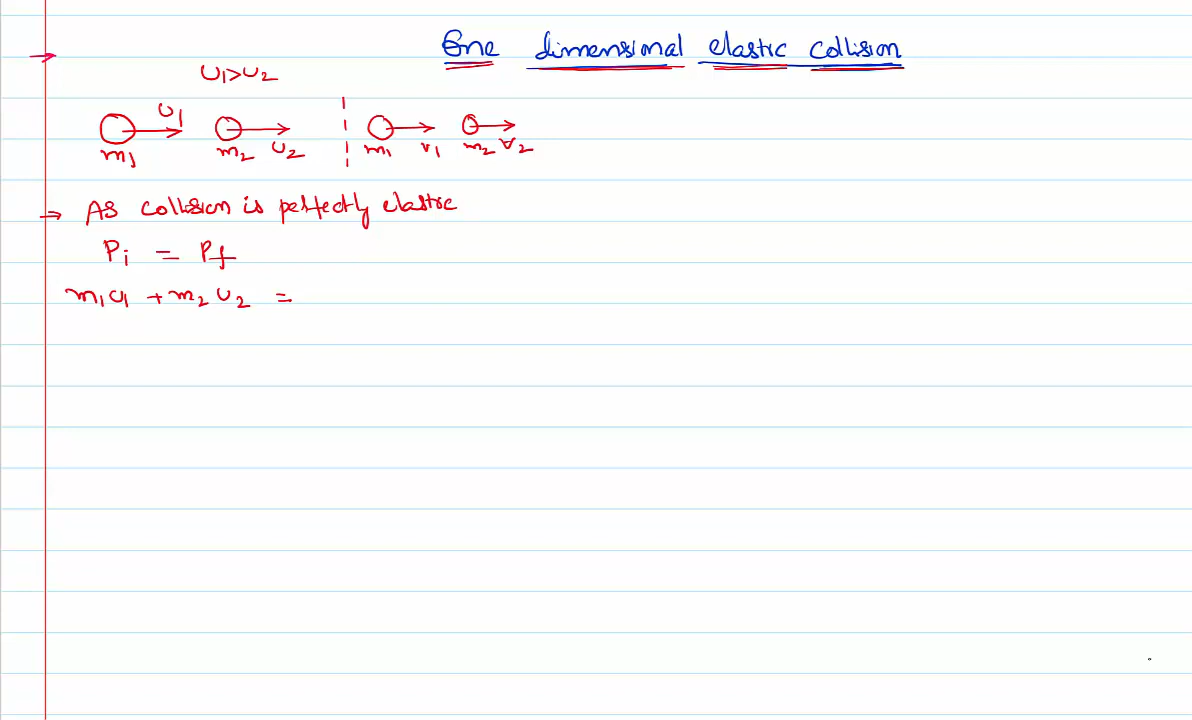 One dimensional elastic collision
U1>U2
U1
m1 m2 U2 m1 v1 m2 v2
→ As collision is perfectly elastic
Pi = Pf
m1U1 + m2U2 =